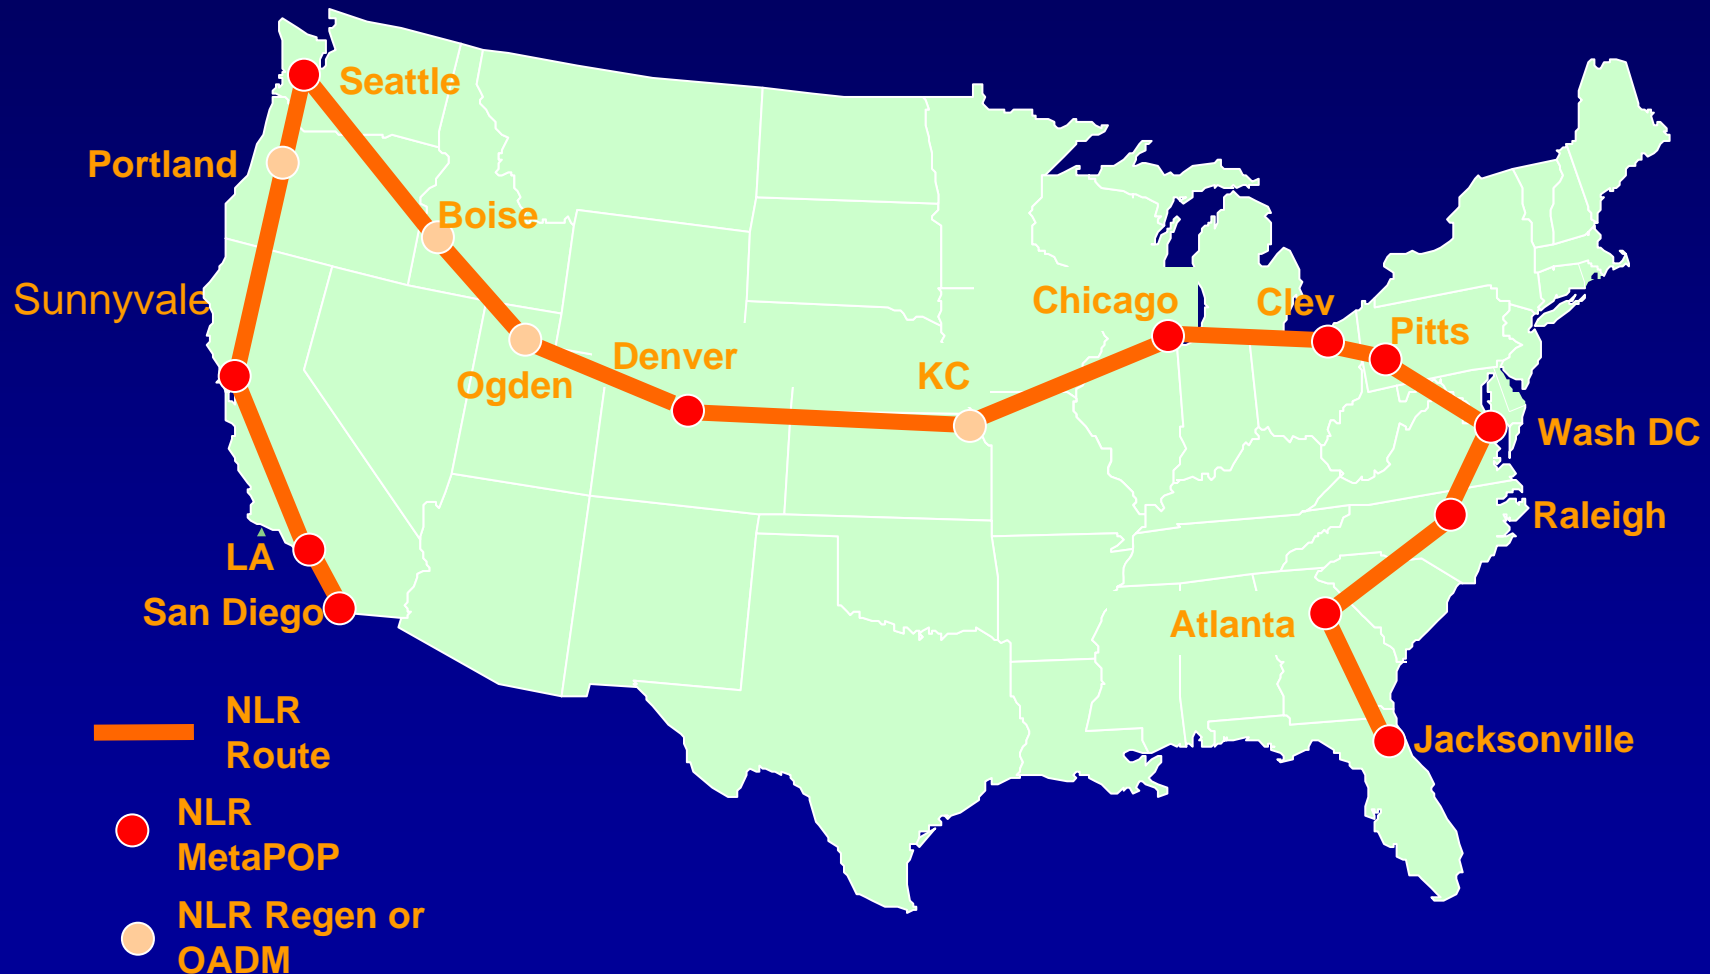 Seattle
Portland
Boise
Sunnyvale
Chicago
Clev
Pitts
Denver
KC
Ogden
Wash DC
Raleigh
LA
San Diego
Atlanta
NLR
Route
Jacksonville
NLR
MetaPOP
NLR Regen or
OADM